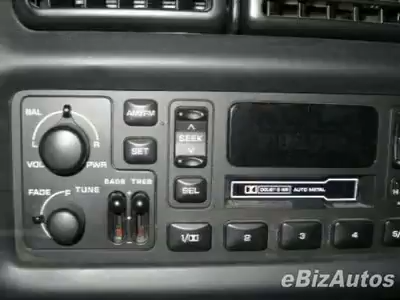 BAL
L R
VOL PWR
FADE F TUNE
AM/FM
SET
BASS TREB
SEEK
SEL
DOLBY B NR AUTO METAL
1/
2
3
4
5/
eBizAutos